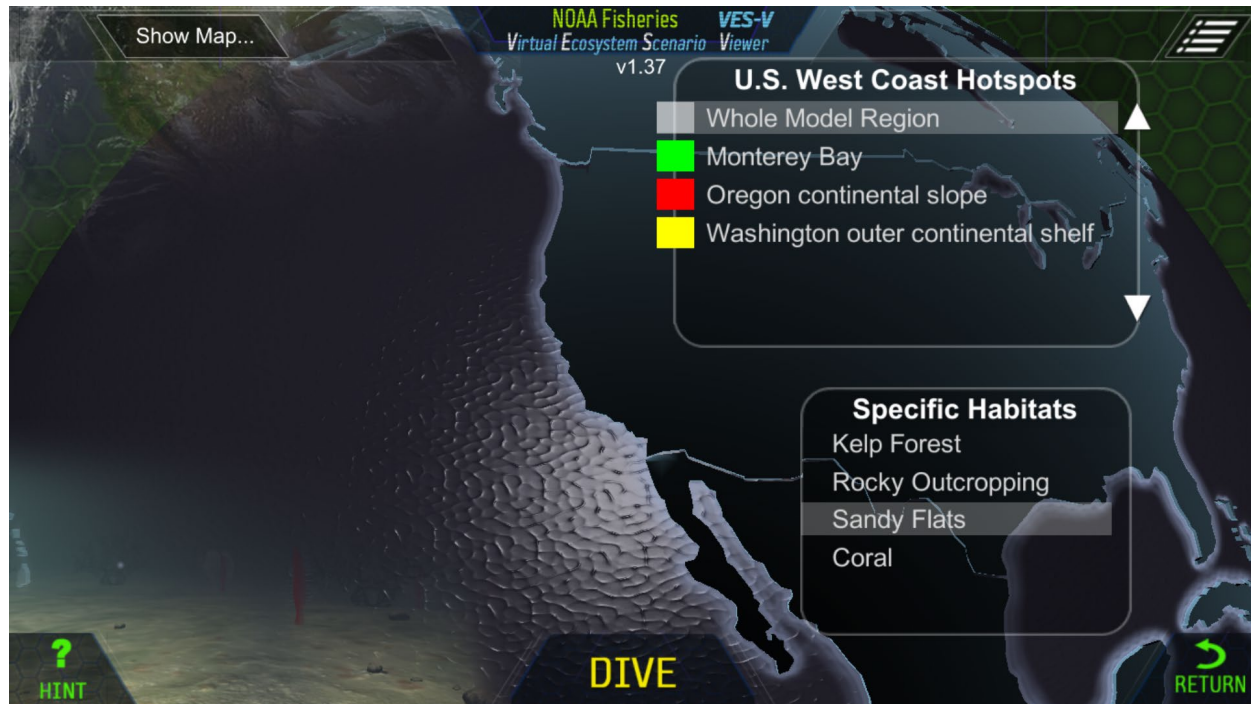 Show Map...
NOAA Fisheries VES-V
Virtual Ecosystem Scenario Viewer
v1.37
U.S. West Coast Hotspots
Whole Model Region
Monterey Bay
Oregon continental slope
Washington outer continental shelf
Specific Habitats
Kelp Forest
Rocky Outcropping
Sandy Flats
Coral
?
HINT
DIVE
RETURN